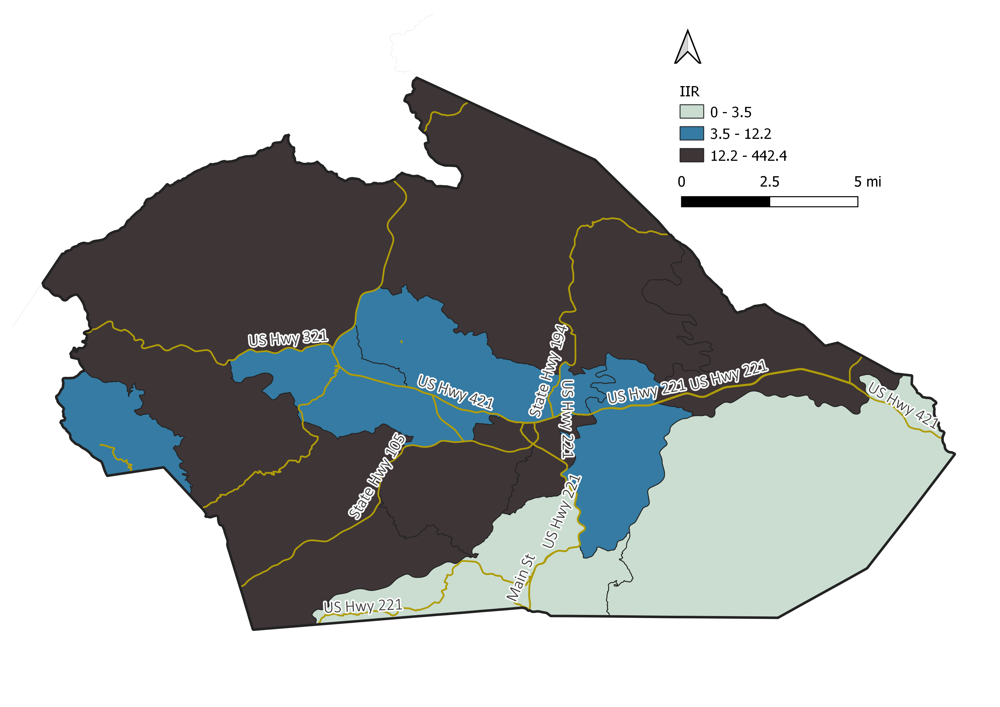 IIR
0 - 3.5
3.5 - 12.2
12.2 - 442.4
0 2.5 5 mi
US Hwy 321
State Hwy 194
US Hwy 421
US Hwy 221
US Hwy 221
US Hwy 221
US Hwy 421
State Hwy 105
US Hwy 221
Main St
US Hwy 221